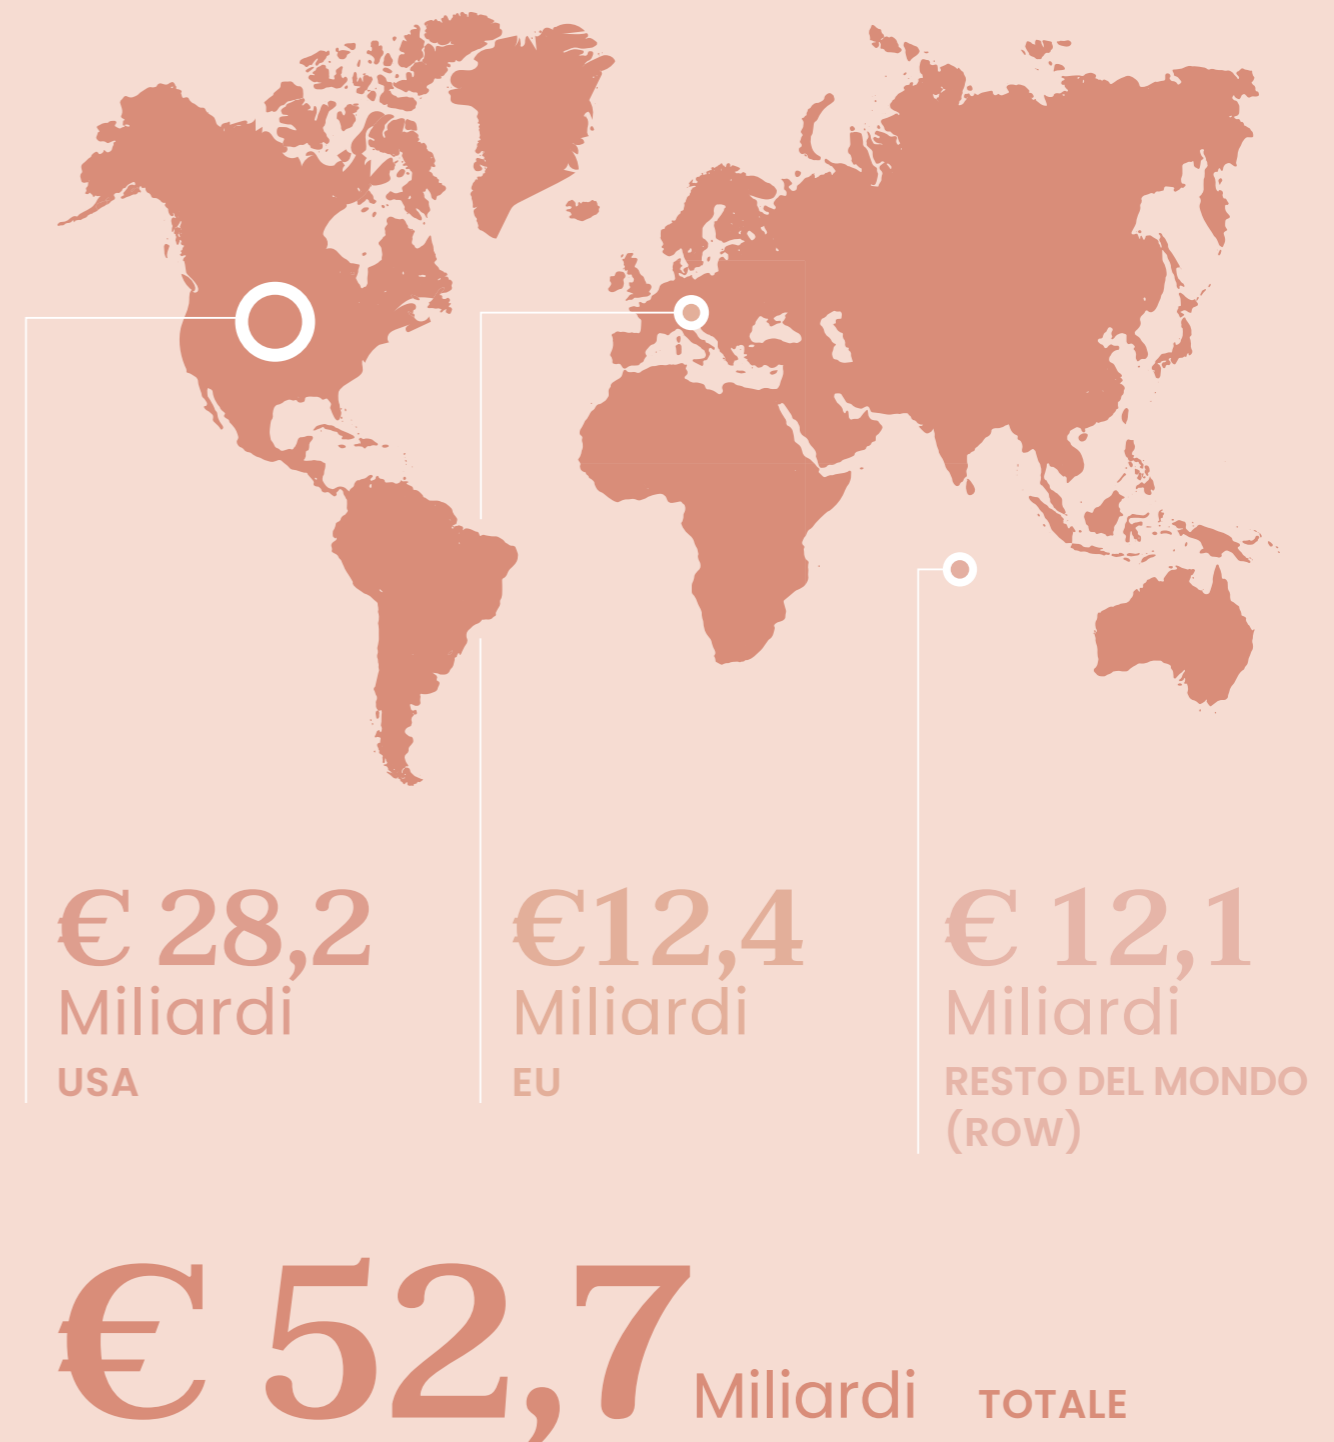 € 28,2
Miliardi
USA
€12,4
Miliardi
EU
€ 12,1
Miliardi
RESTO DEL MONDO
(ROW)
€ 52,7 Miliardi TOTALE